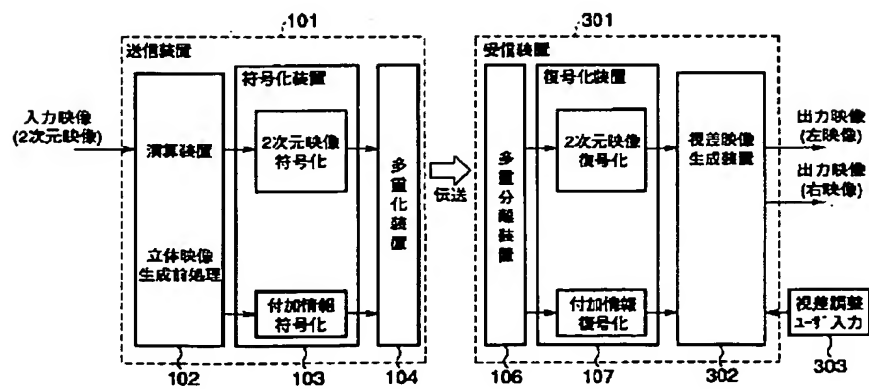 101
301
送信装置
受信装置
符号化装置
復号化装置
入力映像
(2次元映像)
演算装置
2次元映像
符号化
多重化装置
伝送
多重分離装置
2次元映像
復号化
視差映像
生成装置
出力映像
(左映像)
出力映像
(右映像)
立体映像
生成前処理
付加情報
符号化
付加情報
復号化
視差調整
ユーザ入力
102
103
104
106
107
302
303